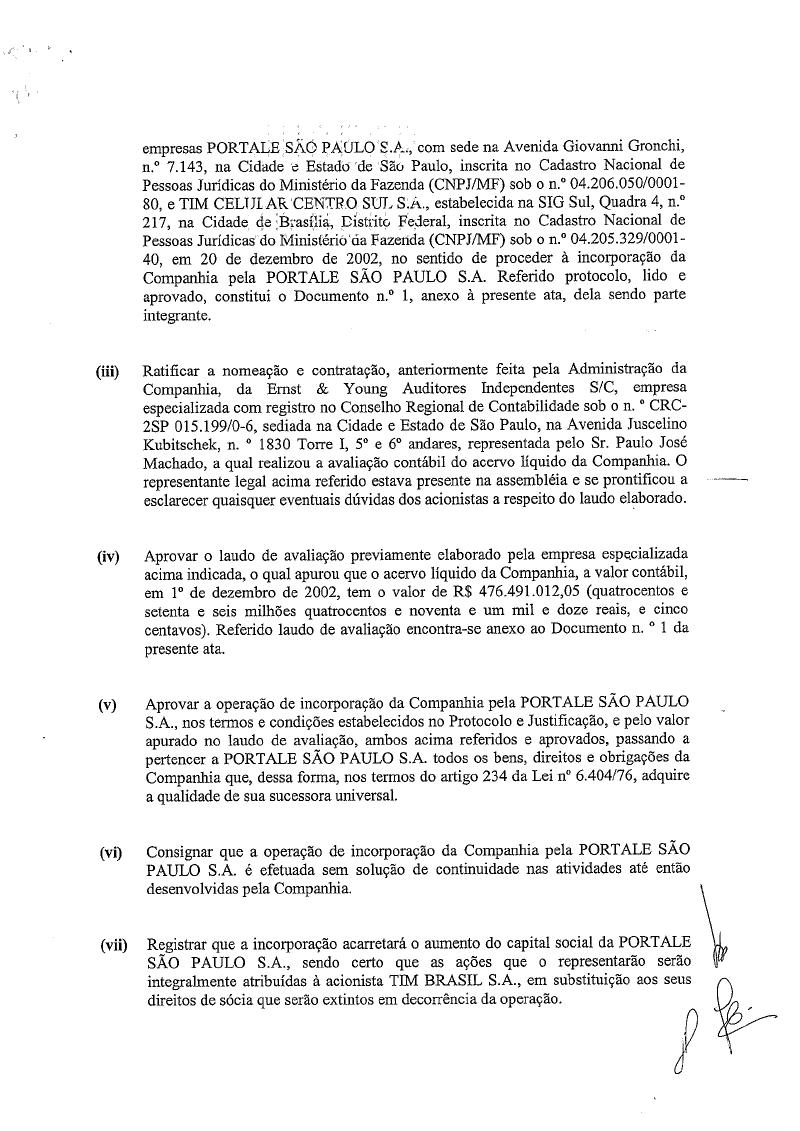 empresas PORTALE SÃO PAULO S.A., com sede na Avenida Giovanni Gronchi,
n.º 7.143, na Cidade e Estado de São Paulo, inscrita no Cadastro Nacional de
Pessoas Jurídicas do Ministério da Fazenda (CNPJ/MF) sob o n.º 04.206.050/0001-
80, e TIM CELULAR CENTRO SUL S.A., estabelecida na SIG Sul, Quadra 4, n.º
217, na Cidade de Brasília, Distrito Federal, inscrita no Cadastro Nacional de
Pessoas Jurídicas do Ministério da Fazenda (CNPJ/MF) sob o n.º 04.205.329/0001-
40, em 20 de dezembro de 2002, no sentido de proceder à incorporação da
Companhia pela PORTALE SÃO PAULO S.A. Referido protocolo, lido e
aprovado, constitui o Documento n.º 1, anexo à presente ata, dela sendo parte
integrante.
(iii) Ratificar a nomeação e contratação, anteriormente feita pela Administração da
Companhia, da Ernst & Young Auditores Independentes S/C, empresa
especializada com registro no Conselho Regional de Contabilidade sob o n. º CRC-
2SP 015.199/0-6, sediada na Cidade e Estado de São Paulo, na Avenida Juscelino
Kubitschek, n. º 1830 Torre I, 5º e 6º andares, representada pelo Sr. Paulo José
Machado, a qual realizou a avaliação contábil do acervo líquido da Companhia. O
representante legal acima referido estava presente na assembléia e se prontificou a
esclarecer quaisquer eventuais dúvidas dos acionistas a respeito do laudo elaborado.
(iv) Aprovar o laudo de avaliação previamente elaborado pela empresa especializada
acima indicada, o qual apurou que o acervo líquido da Companhia, a valor contábil,
em 1º de dezembro de 2002, tem o valor de R$ 476.491.012,05 (quatrocentos e
setenta e seis milhões quatrocentos e noventa e um mil e doze reais, e cinco
centavos). Referido laudo de avaliação encontra-se anexo ao Documento n. º 1 da
presente ata.
(v) Aprovar a operação de incorporação da Companhia pela PORTALE SÃO PAULO
S.A., nos termos e condições estabelecidos no Protocolo e Justificação, e pelo valor
apurado no laudo de avaliação, ambos acima referidos e aprovados, passando a
pertencer a PORTALE SÃO PAULO S.A. todos os bens, direitos e obrigações da
Companhia que, dessa forma, nos termos do artigo 234 da Lei nº 6.404/76, adquire
a qualidade de sua sucessora universal.
(vi) Consignar que a operação de incorporação da Companhia pela PORTALE SÃO
PAULO S.A. é efetuada sem solução de continuidade nas atividades até então
desenvolvidas pela Companhia.
(vii) Registrar que a incorporação acarretará o aumento do capital social da PORTALE
SÃO PAULO S.A., sendo certo que as ações que o representarão serão
integralmente atribuídas à acionista TIM BRASIL S.A., em substituição aos seus
direitos de sócia que serão extintos em decorrência da operação.